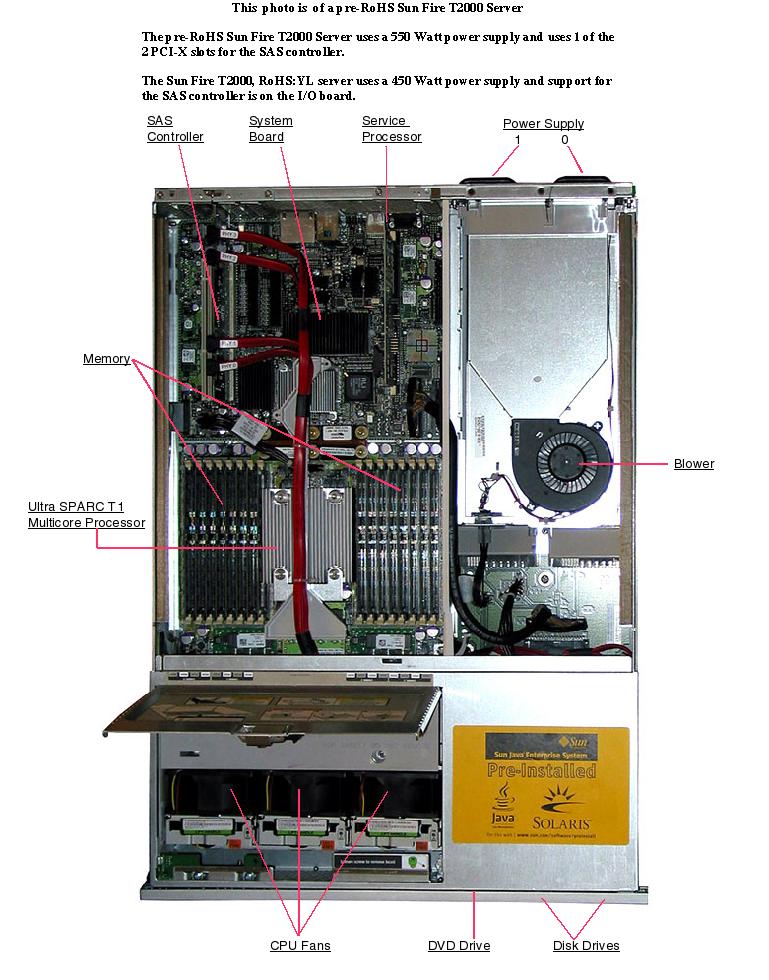 This photo is of a pre-RoHS Sun Fire T2000 Server
The pre-RoHS Sun Fire T2000 Server uses a 550 Watt power supply and uses 1 of the
2 PCI-X slots for the SAS controller.
The Sun Fire T2000, RoHS:YL server uses a 450 Watt power supply and support for
the SAS controller is on the I/O board.
SAS
Controller
System
Board
Service
Processor
Power Supply
1 0
Memory
Blower
Ultra SPARC T1
Multicore Processor
Sun
Sun Java Enterprise System
Pre-Installed
Java
SOLARIS
CPU Fans
DVD Drive
Disk Drives